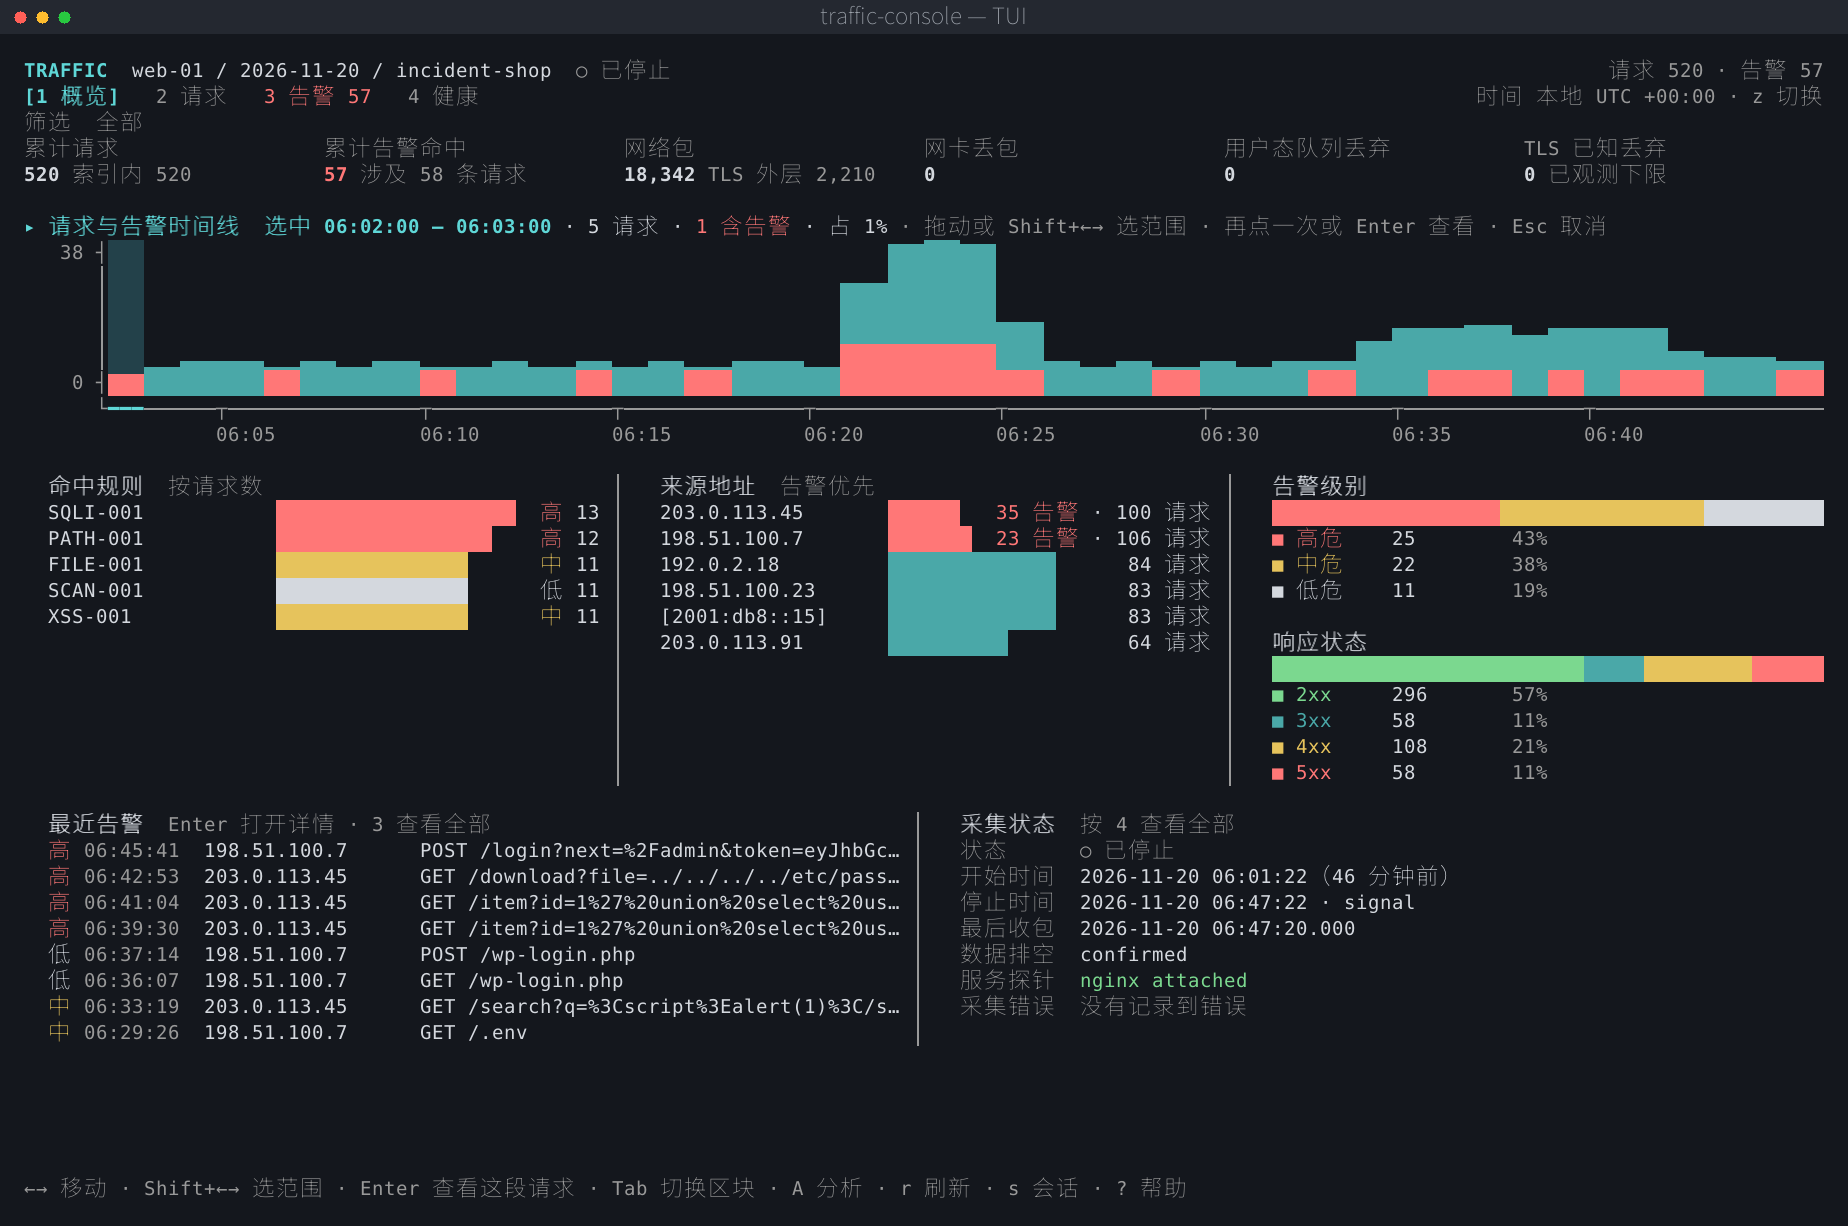 traffic-console — TUI
TRAFFIC web-01 / 2026-11-20 / incident-shop ○ 已停止 请求 520 · 告警 57
[1 概览] 2 请求 3 告警 57 4 健康 时间 本地 UTC +00:00 · z 切换
筛选 全部
累计请求 累计告警命中 网络包 网卡丢包 用户态队列丢弃 TLS 已知丢弃
520 索引内 520 57 涉及 58 条请求 18,342 TLS 外层 2,210 0 0 0 已观测下限
▸ 请求与告警时间线 选中 06:02:00 — 06:03:00 · 5 请求 · 1 含告警 · 占 1% · 拖动或 Shift+←→ 选范围 · 再点一次或 Enter 查看 · Esc 取消
38
0
06:05 06:10 06:15 06:20 06:25 06:30 06:35 06:40
命中规则 按请求数
SQLI-001 高 13
PATH-001 高 12
FILE-001 中 11
SCAN-001 低 11
XSS-001 中 11
来源地址 告警优先
203.0.113.45 35 告警 · 100 请求
198.51.100.7 23 告警 · 106 请求
192.0.2.18 84 请求
198.51.100.23 83 请求
[2001:db8::15] 83 请求
203.0.113.91 64 请求
告警级别
■ 高危 25 43%
■ 中危 22 38%
■ 低危 11 19%
响应状态
■ 2xx 296 57%
■ 3xx 58 11%
■ 4xx 108 21%
■ 5xx 58 11%
最近告警 Enter 打开详情 · 3 查看全部
高 06:45:41 198.51.100.7 POST /login?next=%2Fadmin&token=eyJhbGc…
高 06:42:53 203.0.113.45 GET /download?file=../../../../etc/pass…
高 06:41:04 203.0.113.45 GET /item?id=1%27%20union%20select%20us…
高 06:39:30 203.0.113.45 GET /item?id=1%27%20union%20select%20us…
低 06:37:14 198.51.100.7 POST /wp-login.php
低 06:36:07 198.51.100.7 GET /wp-login.php
中 06:33:19 203.0.113.45 GET /search?q=%3Cscript%3Ealert(1)%3C/s…
中 06:29:26 198.51.100.7 GET /.env
采集状态 按 4 查看全部
状态 ○ 已停止
开始时间 2026-11-20 06:01:22（46 分钟前）
停止时间 2026-11-20 06:47:22 · signal
最后收包 2026-11-20 06:47:20.000
数据排空 confirmed
服务探针 nginx attached
采集错误 没有记录到错误
←→ 移动 · Shift+←→ 选范围 · Enter 查看这段请求 · Tab 切换区块 · A 分析 · r 刷新 · s 会话 · ? 帮助